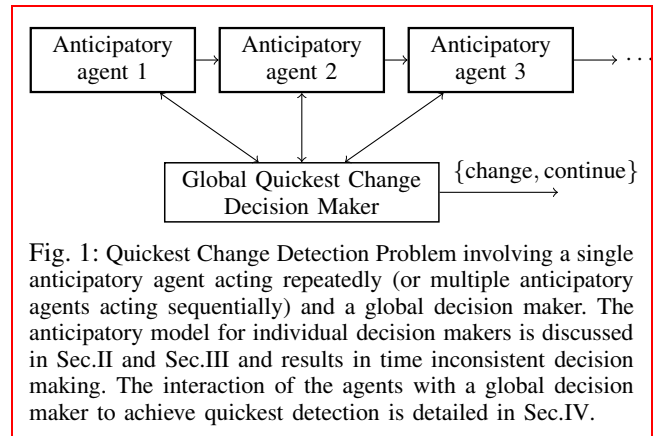 Anticipatory agent 1
Anticipatory agent 2
Anticipatory agent 3
...
Global Quickest Change
Decision Maker
{change, continue}
Fig. 1: Quickest Change Detection Problem involving a single
anticipatory agent acting repeatedly (or multiple anticipatory
agents acting sequentially) and a global decision maker. The
anticipatory model for individual decision makers is discussed
in Sec.II and Sec.III and results in time inconsistent decision
making. The interaction of the agents with a global decision
maker to achieve quickest detection is detailed in Sec.IV.